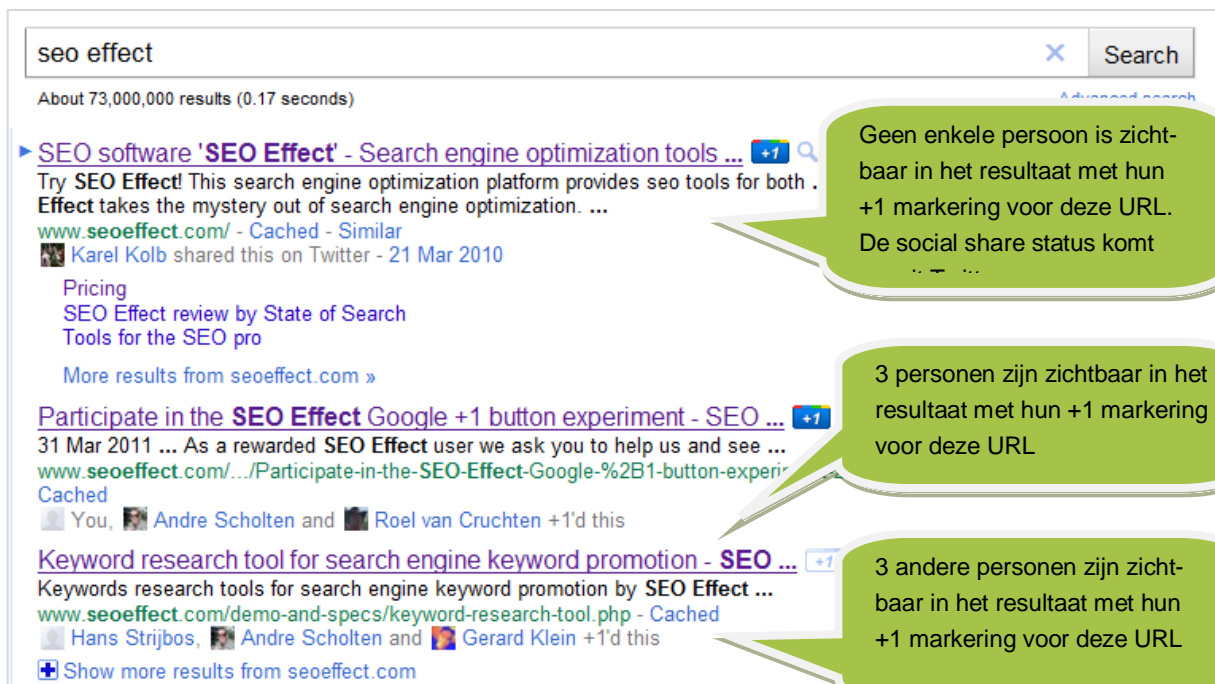 seo effect
Search
About 73,000,000 results (0.17 seconds)
Advanced search
SEO software 'SEO Effect' - Search engine optimization tools ... +1
Try SEO Effect! This search engine optimization platform provides seo tools for both .
Effect takes the mystery out of search engine optimization. ...
www.seoeffect.com/ - Cached - Similar
Karel Kolb shared this on Twitter - 21 Mar 2010
Pricing
SEO Effect review by State of Search
Tools for the SEO pro
More results from seoeffect.com »
Geen enkele persoon is zicht-
baar in het resultaat met hun
+1 markering voor deze URL.
De social share status komt
Participate in the SEO Effect Google +1 button experiment - SEO ... +1
31 Mar 2011 ... As a rewarded SEO Effect user we ask you to help us and see ...
www.seoeffect.com/.../Participate-in-the-SEO-Effect-Google-%2B1-button-experi
Cached
You, Andre Scholten and Roel van Cruchten +1'd this
3 personen zijn zichtbaar in het
resultaat met hun +1 markering
voor deze URL
Keyword research tool for search engine keyword promotion - SEO ... +1
Keywords research tools for search engine keyword promotion by SEO Effect ...
www.seoeffect.com/demo-and-specs/keyword-research-tool.php - Cached
Hans Strijbos, Andre Scholten and Gerard Klein +1'd this
Show more results from seoeffect.com
3 andere personen zijn zicht-
baar in het resultaat met hun
+1 markering voor deze URL